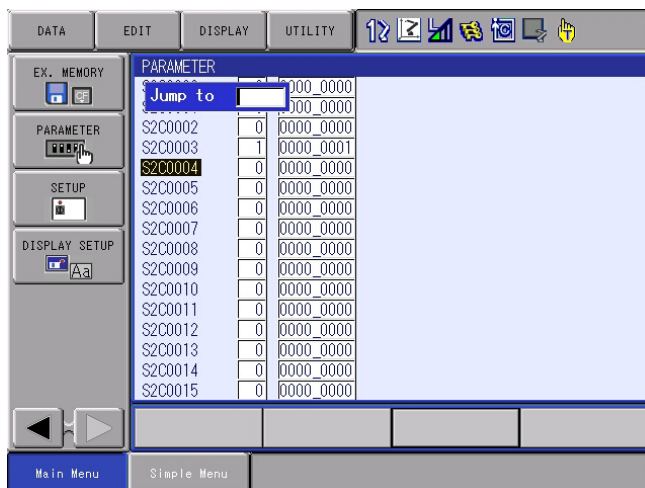 DATA EDIT DISPLAY UTILITY
EX. MEMORY
CF
PARAMETER
SETUP
DISPLAY SETUP
Aa
PARAMETER
Jump to
000_0000
0000_0000
S2C0002 0 0000_0000
S2C0003 1 0000_0001
S2C0004 0 0000_0000
S2C0005 0 0000_0000
S2C0006 0 0000_0000
S2C0007 0 0000_0000
S2C0008 0 0000_0000
S2C0009 0 0000_0000
S2C0010 0 0000_0000
S2C0011 0 0000_0000
S2C0012 0 0000_0000
S2C0013 0 0000_0000
S2C0014 0 0000_0000
S2C0015 0 0000_0000
Main Menu Simple Menu